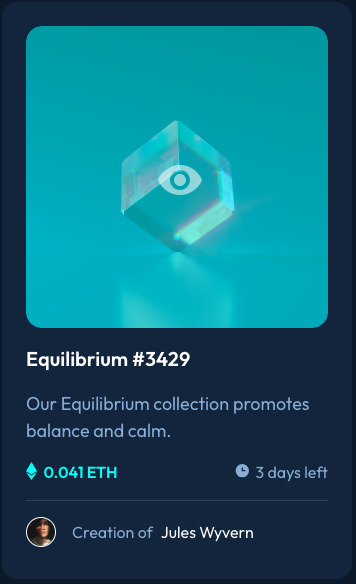 Equilibrium #3429
Our Equilibrium collection promotes
balance and calm.
0.041 ETH 3 days left
Creation of Jules Wyvern